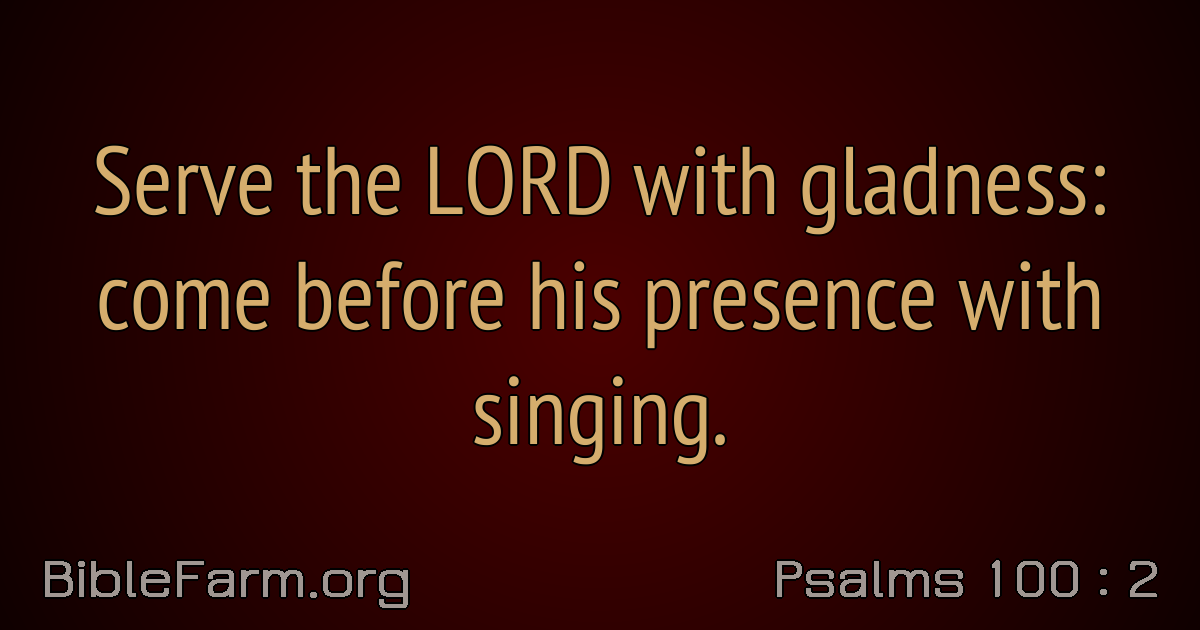 Serve the LORD with gladness:
come before his presence with
singing.
BibleFarm.org
Psalms 100 : 2